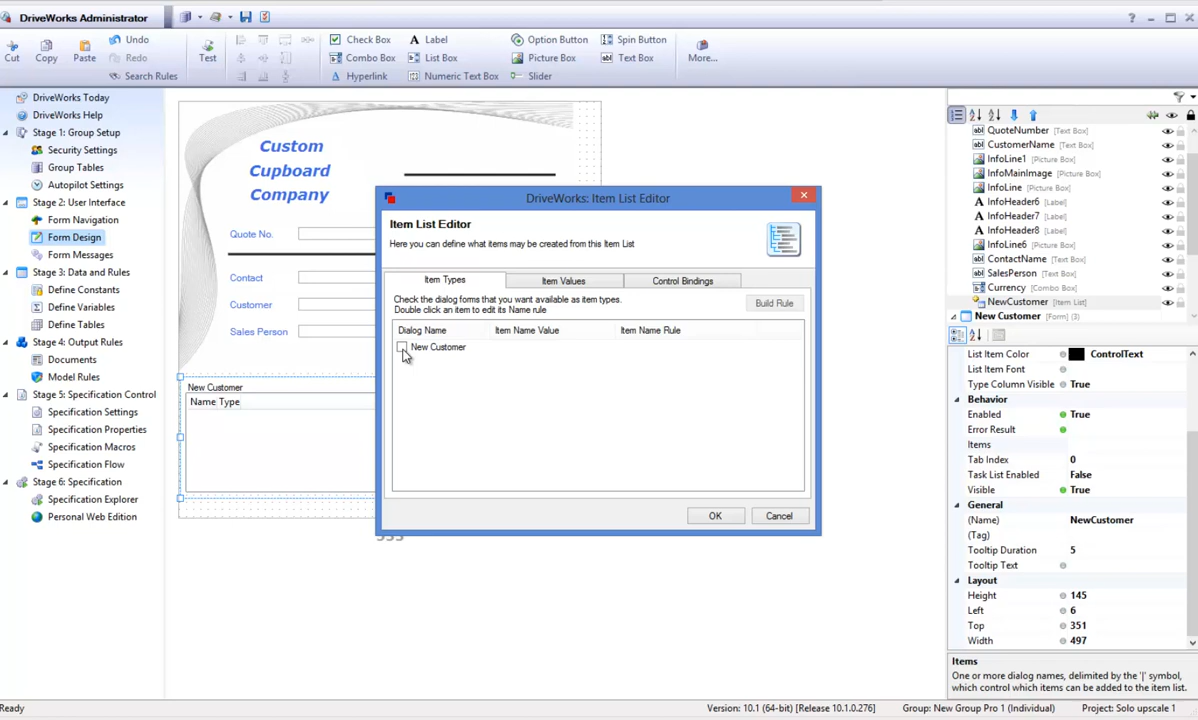 DriveWorks Administrator
Cut
Copy
Paste
Undo
Redo
Search Rules
Test
Check Box
Combo Box
Hyperlink
Label
List Box
Numeric Text Box
Option Button
Picture Box
Slider
Spin Button
Text Box
More...
DriveWorks Today
DriveWorks Help
Stage 1: Group Setup
Security Settings
Group Tables
Autopilot Settings
Stage 2: User Interface
Form Navigation
Form Design
Form Messages
Stage 3: Data and Rules
Define Constants
Define Variables
Define Tables
Stage 4: Output Rules
Documents
Model Rules
Stage 5: Specification Control
Specification Settings
Specification Properties
Specification Macros
Specification Flow
Stage 6: Specification
Specification Explorer
Personal Web Edition
Custom
Cupboard
Company
Quote No.
Contact
Customer
Sales Person
New Customer
Name Type
DriveWorks: Item List Editor
Item List Editor
Here you can define what items may be created from this Item List
Item Types
Item Values
Control Bindings
Check the dialog forms that you want available as item types.
Double click an item to edit its Name rule
Build Rule
Dialog Name
Item Name Value
Item Name Rule
New Customer
OK
Cancel
QuoteNumber [Text Box]
CustomerName [Text Box]
InfoLine1 [Picture Box]
InfoMainImage [Picture Box]
InfoLine [Picture Box]
InfoHeader6 [Label]
InfoHeader7 [Label]
InfoHeader8 [Label]
InfoLine6 [Picture Box]
ContactName [Text Box]
SalesPerson [Text Box]
Currency [Combo Box]
NewCustomer [Item List]
New Customer [Form] (3)
List Item Color ControlText
List Item Font
Type Column Visible True
Behavior
Enabled True
Error Result
Items
Tab Index 0
Task List Enabled False
Visible True
General
(Name) NewCustomer
(Tag)
Tooltip Duration 5
Tooltip Text
Layout
Height 145
Left 6
Top 351
Width 497
Items
One or more dialog names, delimited by the '|' symbol,
which control which items can be added to the item list.
Ready
Version: 10.1 (64-bit) [Release 10.1.0.276]
Group: New Group Pro 1 (Individual)
Project: Solo upscale 1